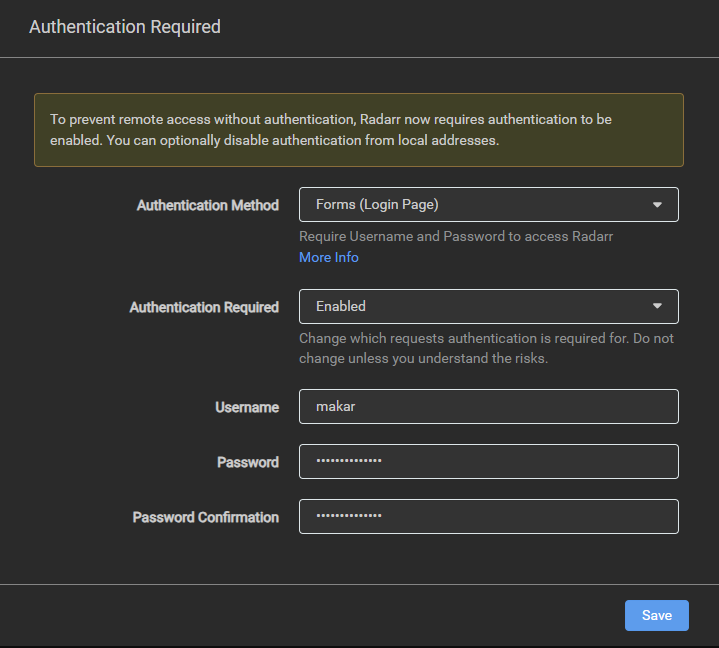 Authentication Required
To prevent remote access without authentication, Radarr now requires authentication to be
enabled. You can optionally disable authentication from local addresses.
Authentication Method
Forms (Login Page)
Require Username and Password to access Radarr
More Info
Authentication Required
Enabled
Change which requests authentication is required for. Do not
change unless you understand the risks.
Username
makar
Password
••••••••••••••
Password Confirmation
••••••••••••••
Save